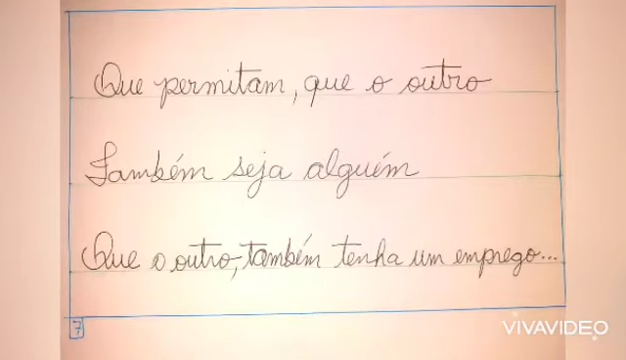 Que permitam, que o outro
Também seja alguém
Que o outro, também tenha um emprego...
7
VIVAVIDEO